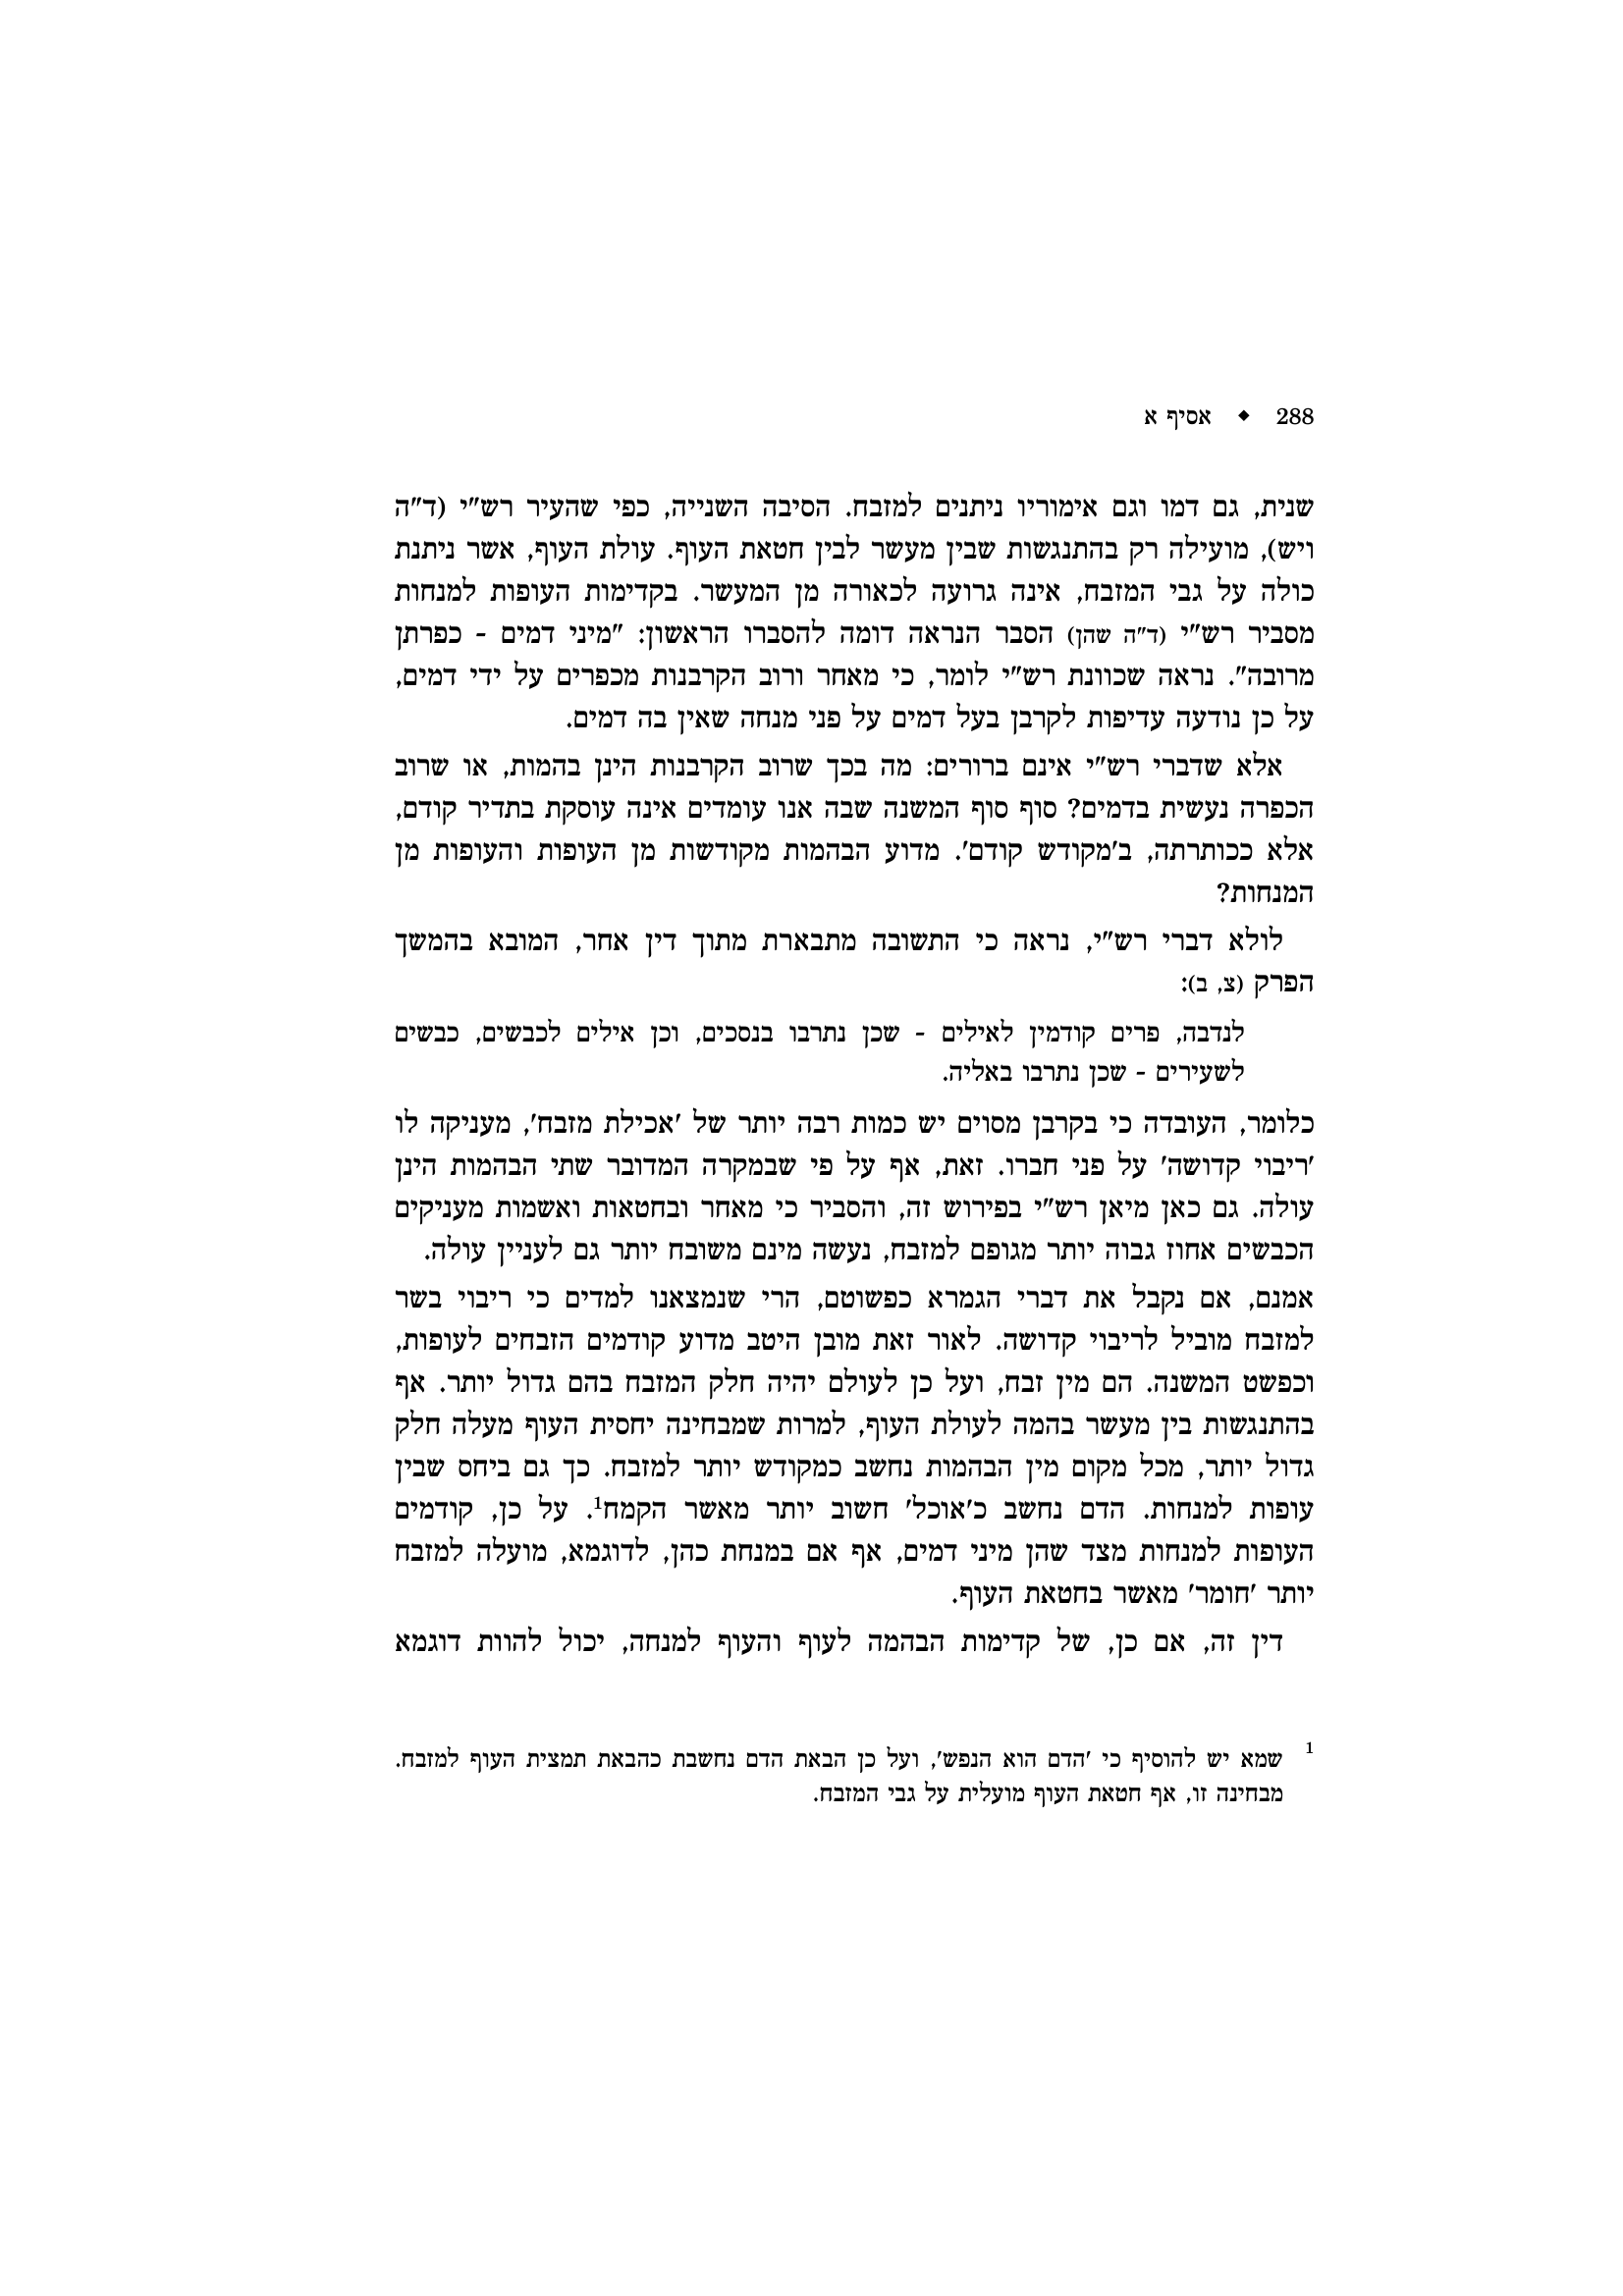 288 ◆ אסיף א
שנית, גם דמו וגם אימוריו ניתנים למזבח. הסיבה השנייה, כפי שהעיר רש"י (ד"ה
ויש), מועילה רק בהתנגשות שבין מעשר לבין חטאת העוף. עולת העוף, אשר ניתנת
כולה על גבי המזבח, אינה גרועה לכאורה מן המעשר. בקדימות העופות למנחות
מסביר רש"י (ד"ה שהן) הסבר הנראה דומה להסברו הראשון: "מיני דמים - כפרתן
מרובה". נראה שכוונת רש"י לומר, כי מאחר ורוב הקרבנות מכפרים על ידי דמים,
על כן נודעה עדיפות לקרבן בעל דמים על פני מנחה שאין בה דמים.
אלא שדברי רש"י אינם ברורים: מה בכך שרוב הקרבנות הינן בהמות, או שרוב
הכפרה נעשית בדמים? סוף סוף המשנה שבה אנו עומדים אינה עוסקת בתדיר קודם,
אלא ככותרתה, ב'מקודש קודם'. מדוע הבהמות מקודשות מן העופות והעופות מן
המנחות?
לולא דברי רש"י, נראה כי התשובה מתבארת מתוך דין אחר, המובא בהמשך
הפרק (צ, ב):
לנדבה, פרים קודמין לאילים - שכן נתרבו בנסכים, וכן אילים לכבשים, כבשים
לשעירים - שכן נתרבו באליה.
כלומר, העובדה כי בקרבן מסוים יש כמות רבה יותר של 'אכילת מזבח', מעניקה לו
'ריבוי קדושה' על פני חברו. זאת, אף על פי שבמקרה המדובר שתי הבהמות הינן
עולה. גם כאן מיאן רש"י בפירוש זה, והסביר כי מאחר ובחטאות ואשמות מעניקים
הכבשים אחוז גבוה יותר מגופם למזבח, נעשה מינם משובח יותר גם לעניין עולה.
אמנם, אם נקבל את דברי הגמרא כפשוטם, הרי שנמצאנו למדים כי ריבוי בשר
למזבח מוביל לריבוי קדושה. לאור זאת מובן היטב מדוע קודמים הזבחים לעופות,
וכפשט המשנה. הם מין זבח, ועל כן לעולם יהיה חלק המזבח בהם גדול יותר. אף
בהתנגשות בין מעשר בהמה לעולת העוף, למרות שמבחינה יחסית העוף מעלה חלק
גדול יותר, מכל מקום מין הבהמות נחשב כמקודש יותר למזבח. כך גם ביחס שבין
עופות למנחות. הדם נחשב כ'אוכל' חשוב יותר מאשר הקמח1. על כן, קודמים
העופות למנחות מצד שהן מיני דמים, אף אם במנחת כהן, לדוגמא, מועלה למזבח
יותר 'חומר' מאשר בחטאת העוף.
דין זה, אם כן, של קדימות הבהמה לעוף והעוף למנחה, יכול להוות דוגמא
1 שמא יש להוסיף כי 'הדם הוא הנפש', ועל כן הבאת הדם נחשבת כהבאת תמצית העוף למזבח.
מבחינה זו, אף חטאת העוף מועלית על גבי המזבח.